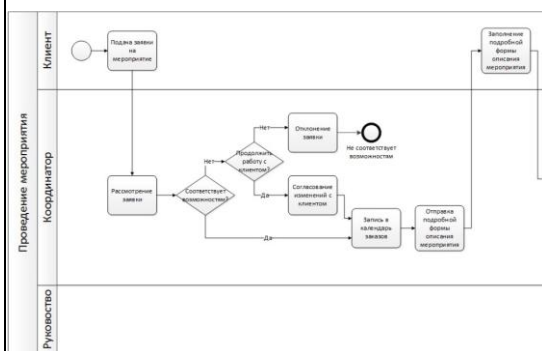 Проведение мероприятия
Клиент
Подача заявки
на
мероприятие
Заполнение
подробной
формы
описания
мероприятия
Координатор
Рассмотрение
заявки
Соответствует
возможностям?
Нет
Да
Продолжить
работу с
клиентом?
Нет
Да
Отклонение
заявки
Не соответствует
возможностям
Согласование
изменений с
клиентом
Запись в
календарь
заказов
Отправка
подробной
формы
описания
мероприятия
Руковоство